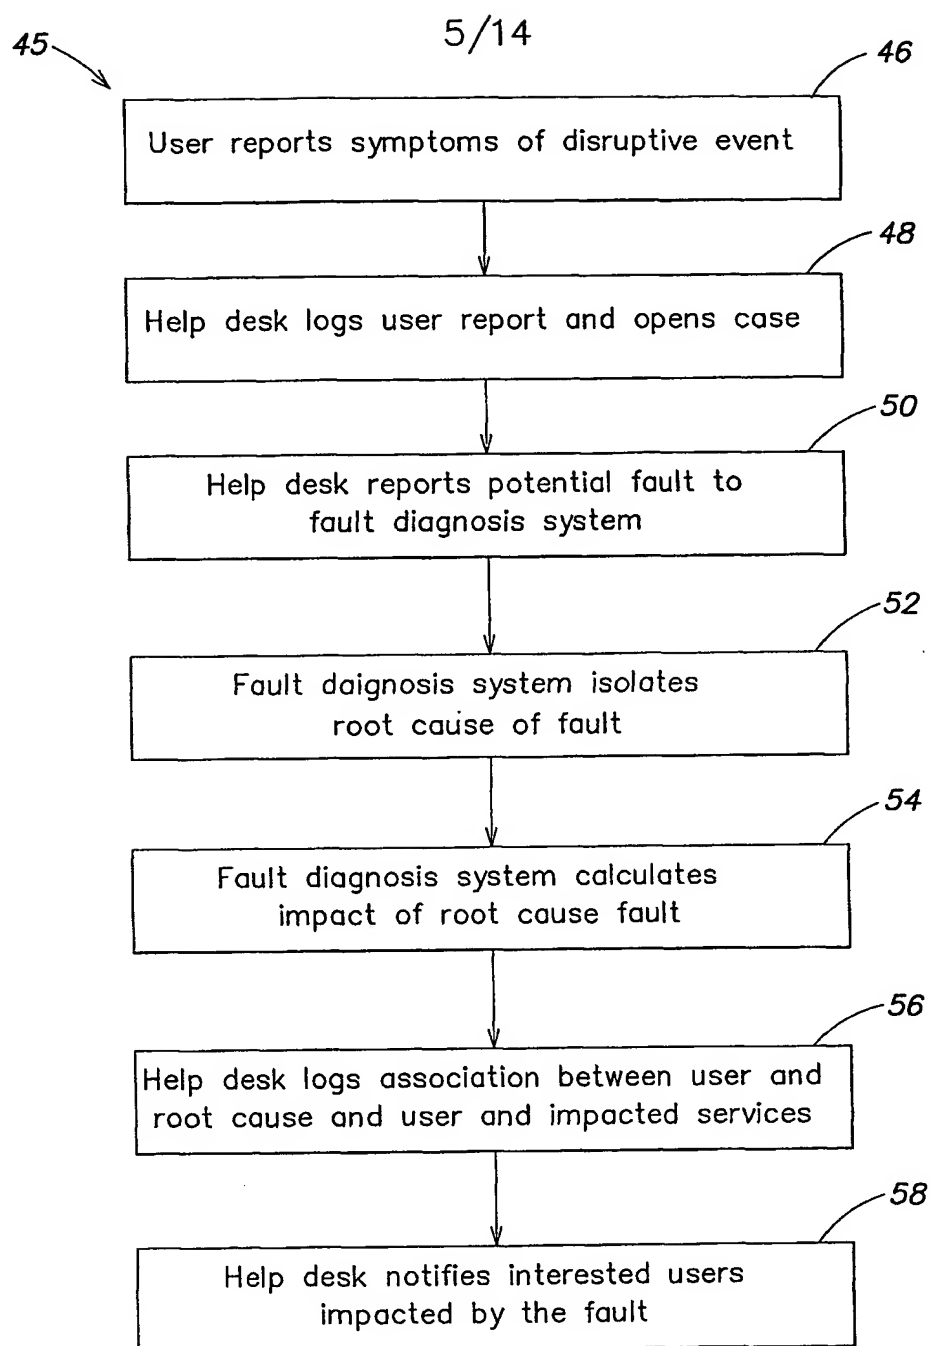 5/14
45
46
User reports symptoms of disruptive event
48
Help desk logs user report and opens case
50
Help desk reports potential fault to
fault diagnosis system
52
Fault daignosis system isolates
root cause of fault
54
Fault diagnosis system calculates
impact of root cause fault
56
Help desk logs association between user and
root cause and user and impacted services
58
Help desk notifies interested users
impacted by the fault